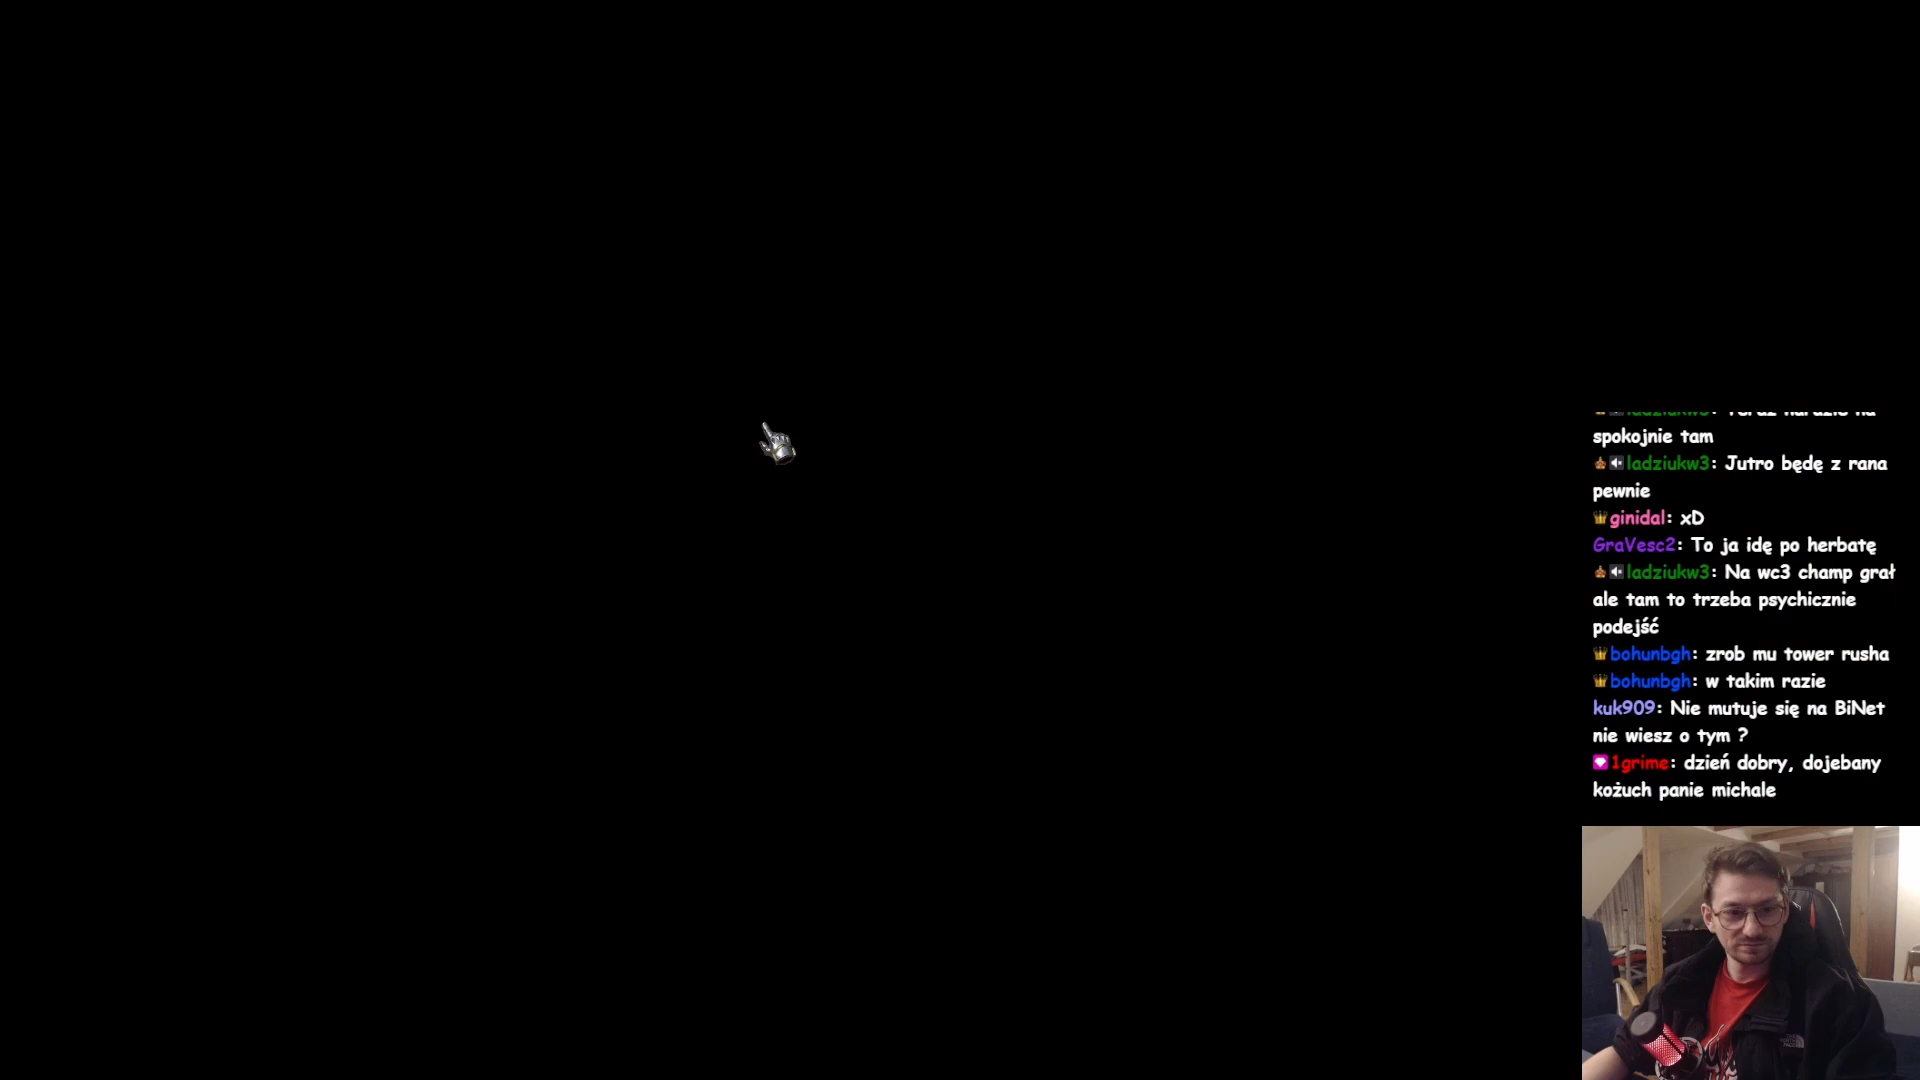 spokojnie tam
ladziukw3: Jutro będę z rana
pewnie
ginidal: xD
GraVesc2: To ja idę po herbatę
ladziukw3: Na wc3 champ grał
ale tam to trzeba psychicznie
podejść
bohunbgh: zrob mu tower rusha
bohunbgh: w takim razie
kuk909: Nie mutuje się na BiNet
nie wiesz o tym ?
1grime: dzień dobry, dojebany
kożuch panie michale